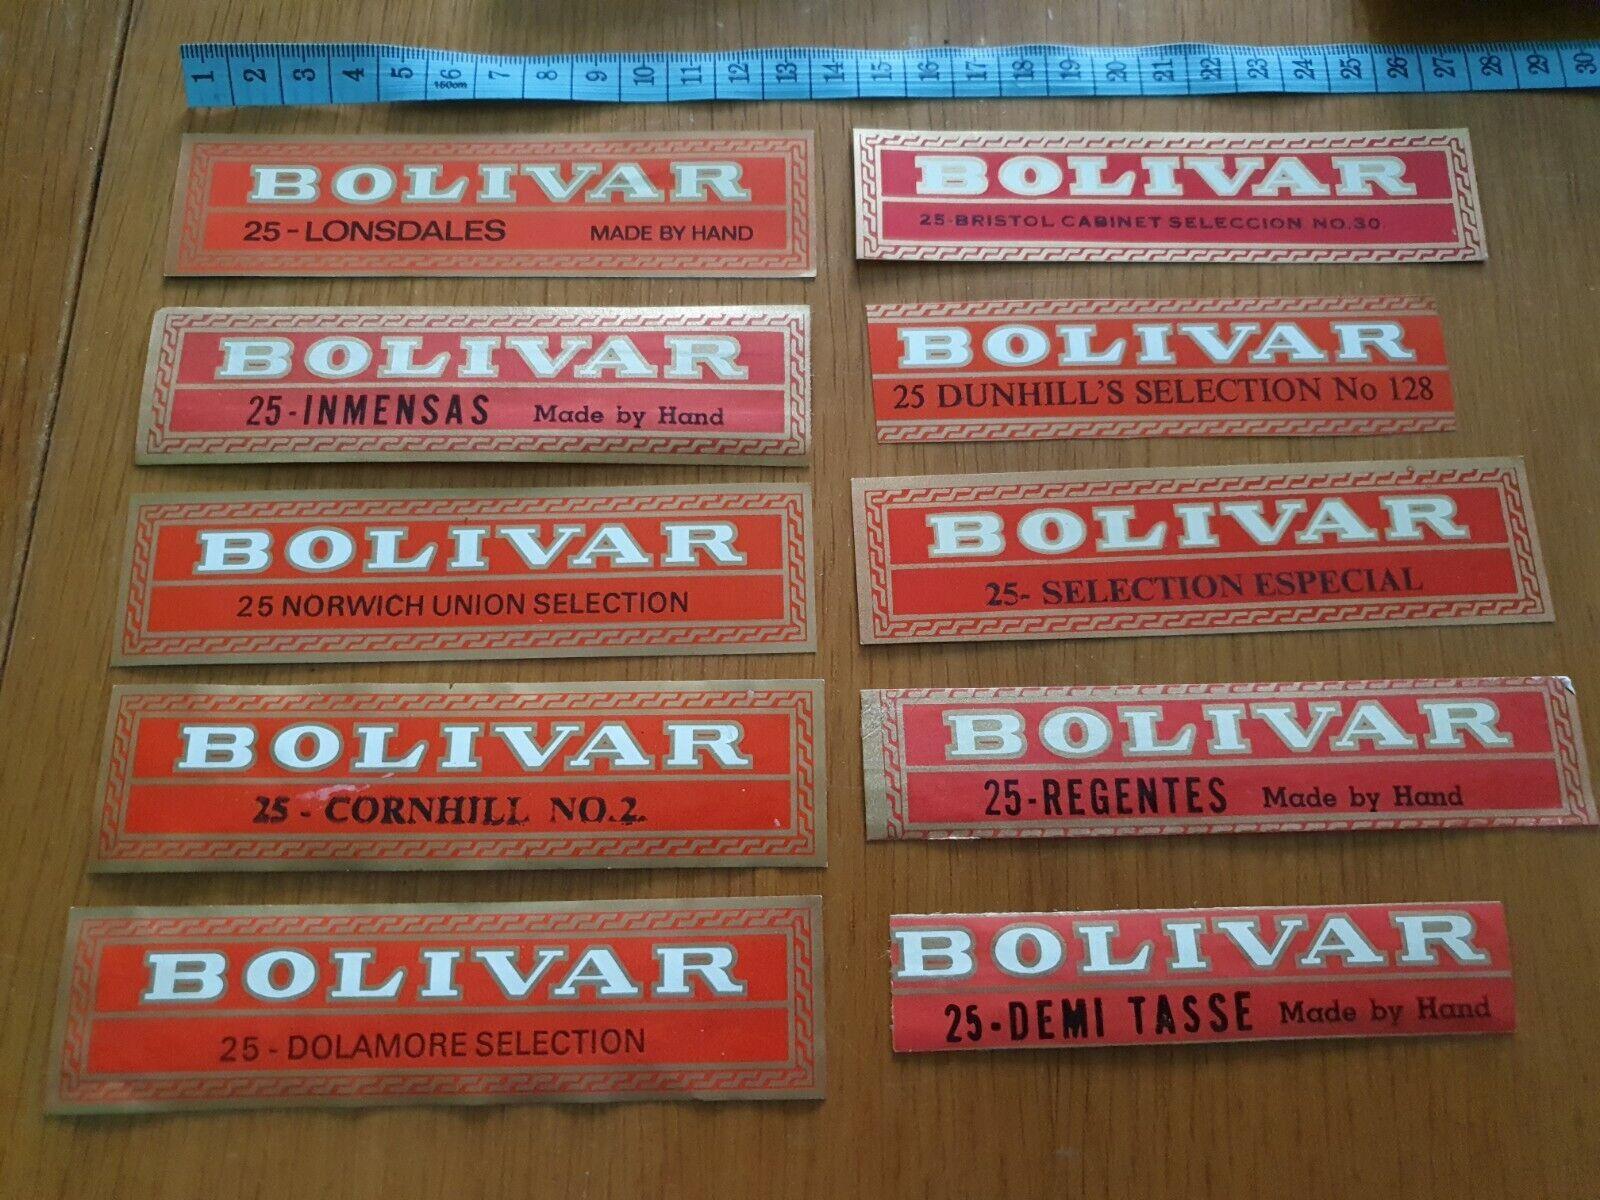 1 2 3 4 5 6 7 8 9 10 11 12 13 14 15 16 17 18 19 20 21 22 23 24 25 26 27 28 29 30
150cm
BOLIVAR
25 - LONSDALES MADE BY HAND
BOLIVAR
25 - INMENSAS Made by Hand
BOLIVAR
25 NORWICH UNION SELECTION
BOLIVAR
25 - CORNHILL NO.2.
BOLIVAR
25 - DOLAMORE SELECTION
BOLIVAR
25-BRISTOL CABINET SELECCION NO.30.
BOLIVAR
25 DUNHILL'S SELECTION No 128
BOLIVAR
25- SELECTION ESPECIAL
BOLIVAR
25-REGENTES Made by Hand
BOLIVAR
25-DEMI TASSE Made by Hand